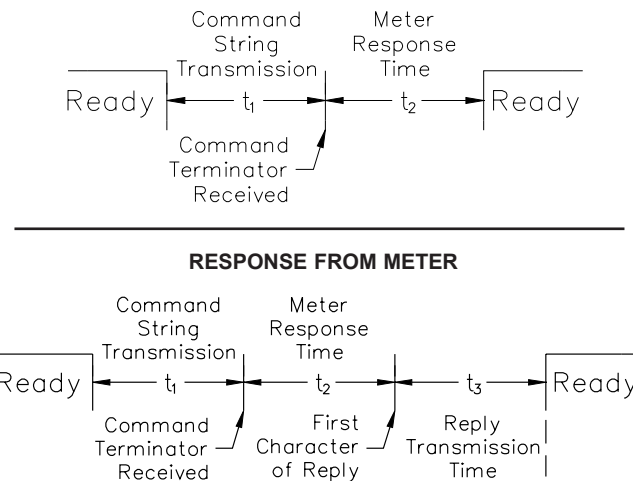 Command Meter
String Response
Transmission Time
Ready t1 t2 Ready
Command
Terminator
Received
RESPONSE FROM METER
Command Meter
String Response
Transmission Time
Ready t1 t2 t3 Ready
Command First Reply
Terminator Character Transmission
Received of Reply Time